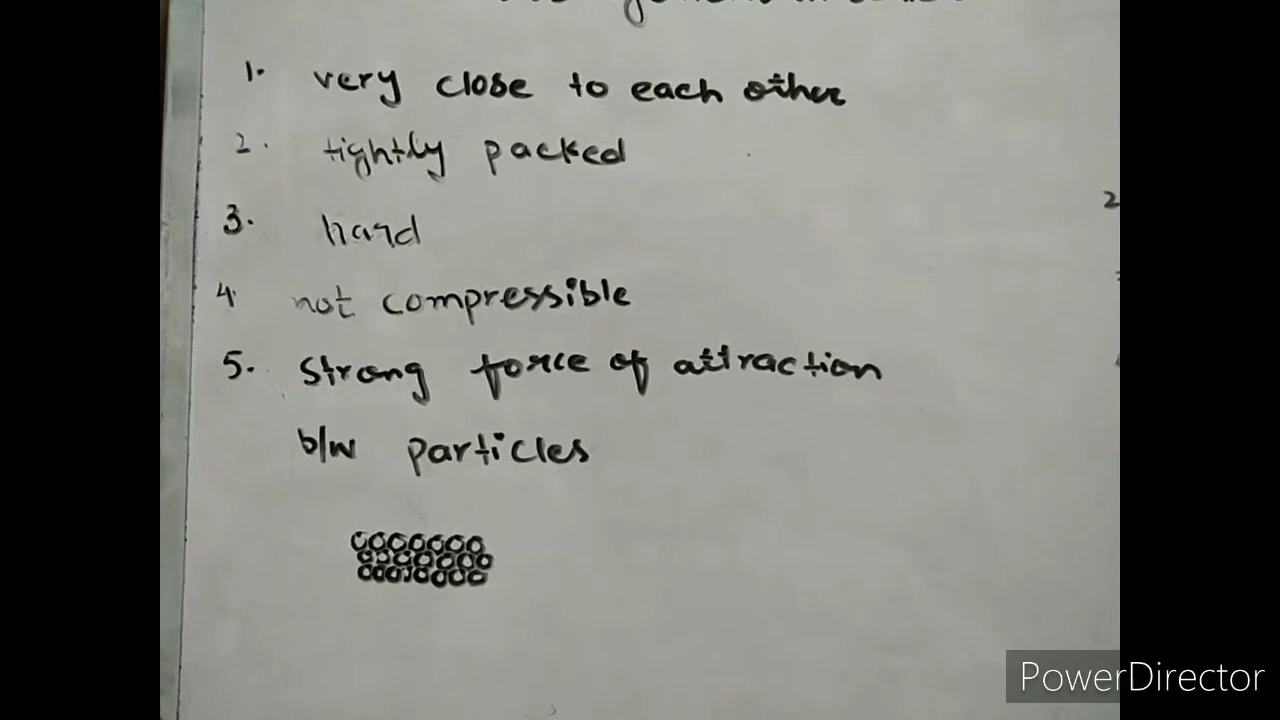 1. very close to each other
2. tightly packed
3. hard
4. not compressible
5. strong force of attraction
b/w particles
2
PowerDirector